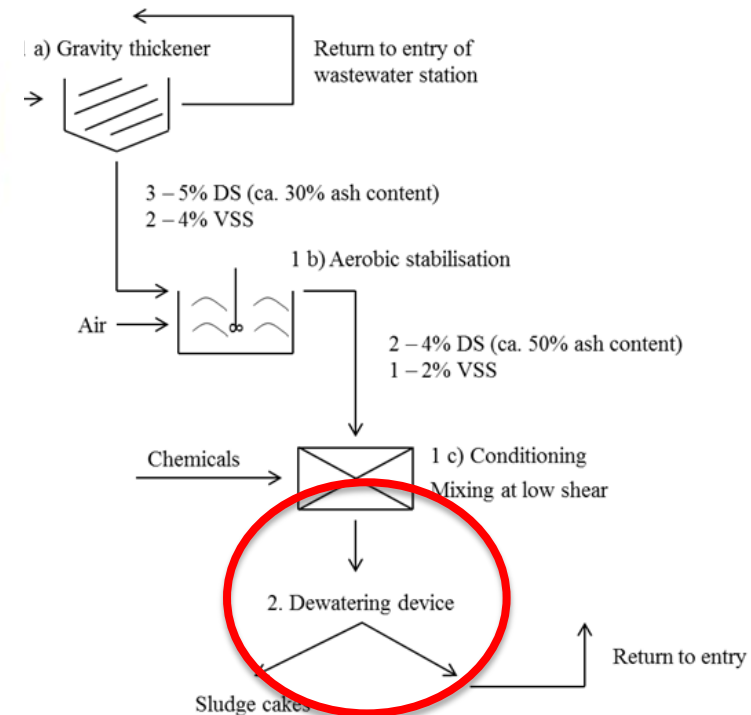 a) Gravity thickener
Return to entry of
wastewater station
3 – 5% DS (ca. 30% ash content)
2 – 4% VSS
1 b) Aerobic stabilisation
Air
2 – 4% DS (ca. 50% ash content)
1 – 2% VSS
Chemicals
1 c) Conditioning
Mixing at low shear
2. Dewatering device
Return to entry
Sludge cakes